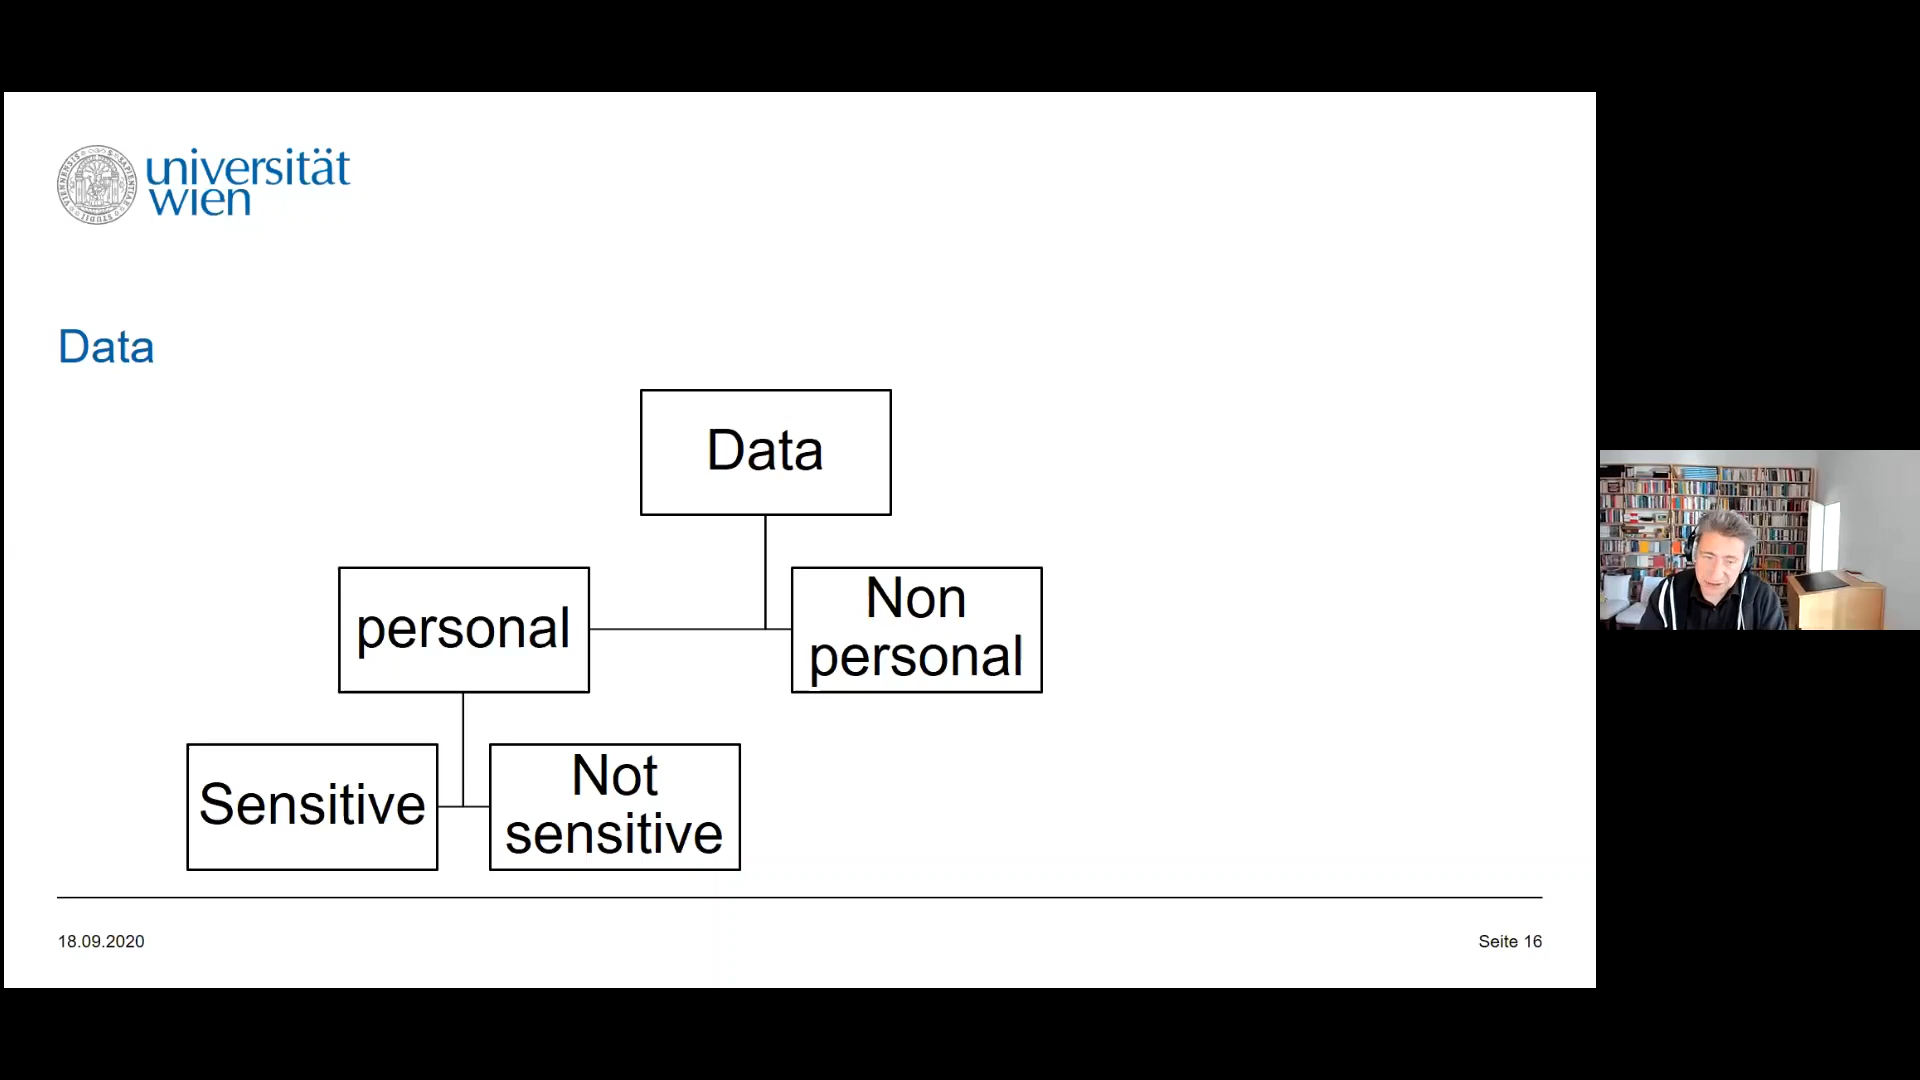 universität
wien
Data
Data
personal
Non
personal
Sensitive
Not
sensitive
18.09.2020
Seite 16